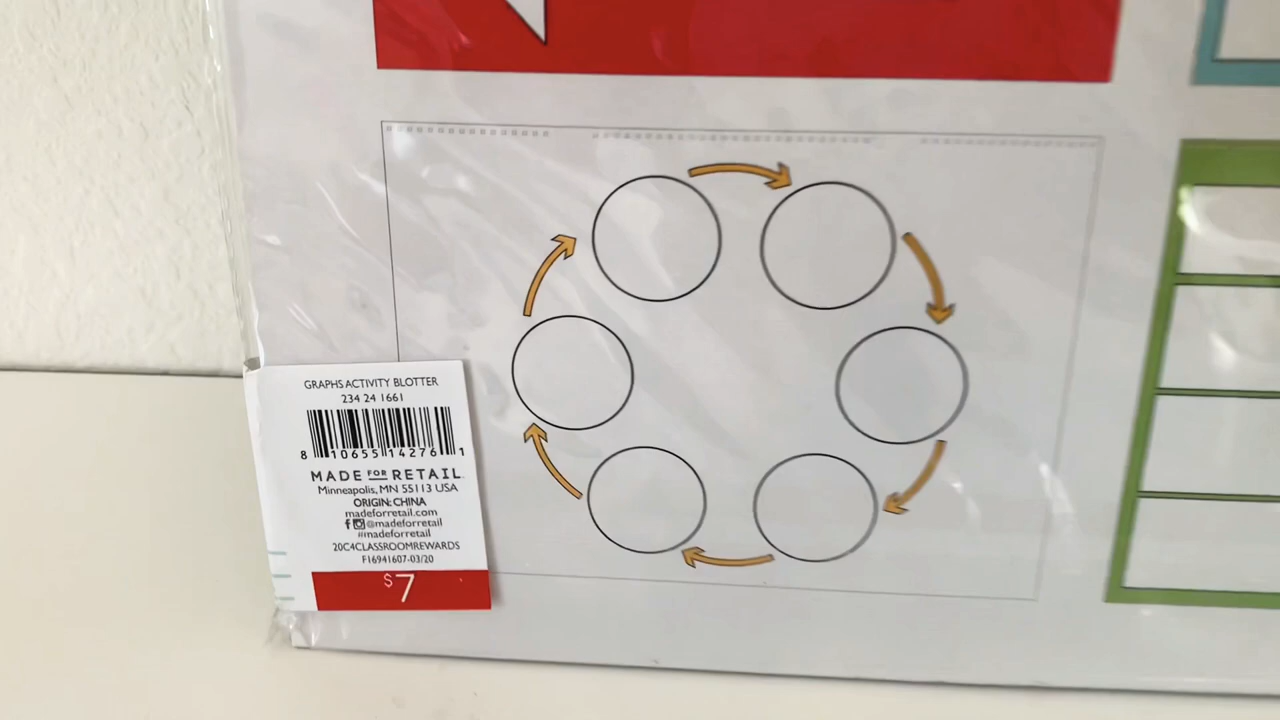 GRAPHS ACTIVITY BLOTTER
234 24 1661
8 10655 14276 1
MADE FOR RETAIL
Minneapolis, MN 55113 USA
ORIGIN: CHINA
madeforretail.com
@madeforretail
#madeforretail
20C4CLASSROOMREWARDS
F16941607-03/20
$7